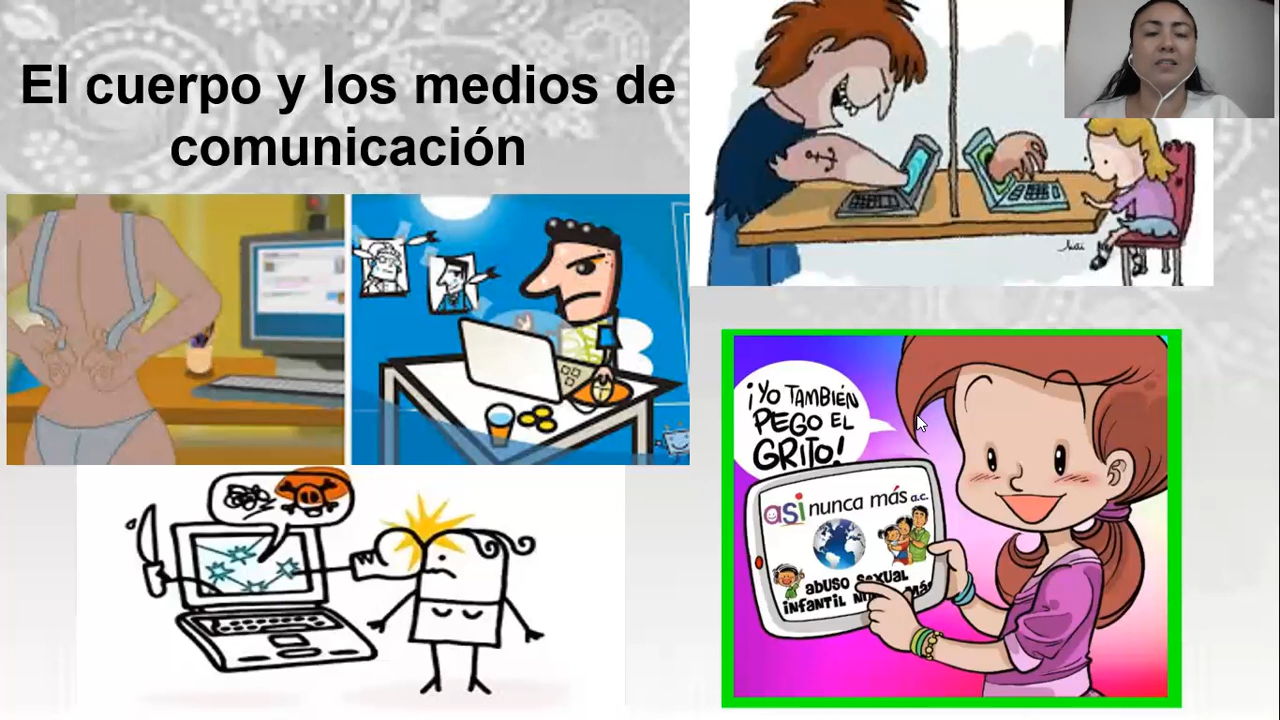 El cuerpo y los medios de
comunicación
¡YO TAMBIÉN
PEGO EL
GRITO!
asi nunca más a.c.
abuso sexual
infantil